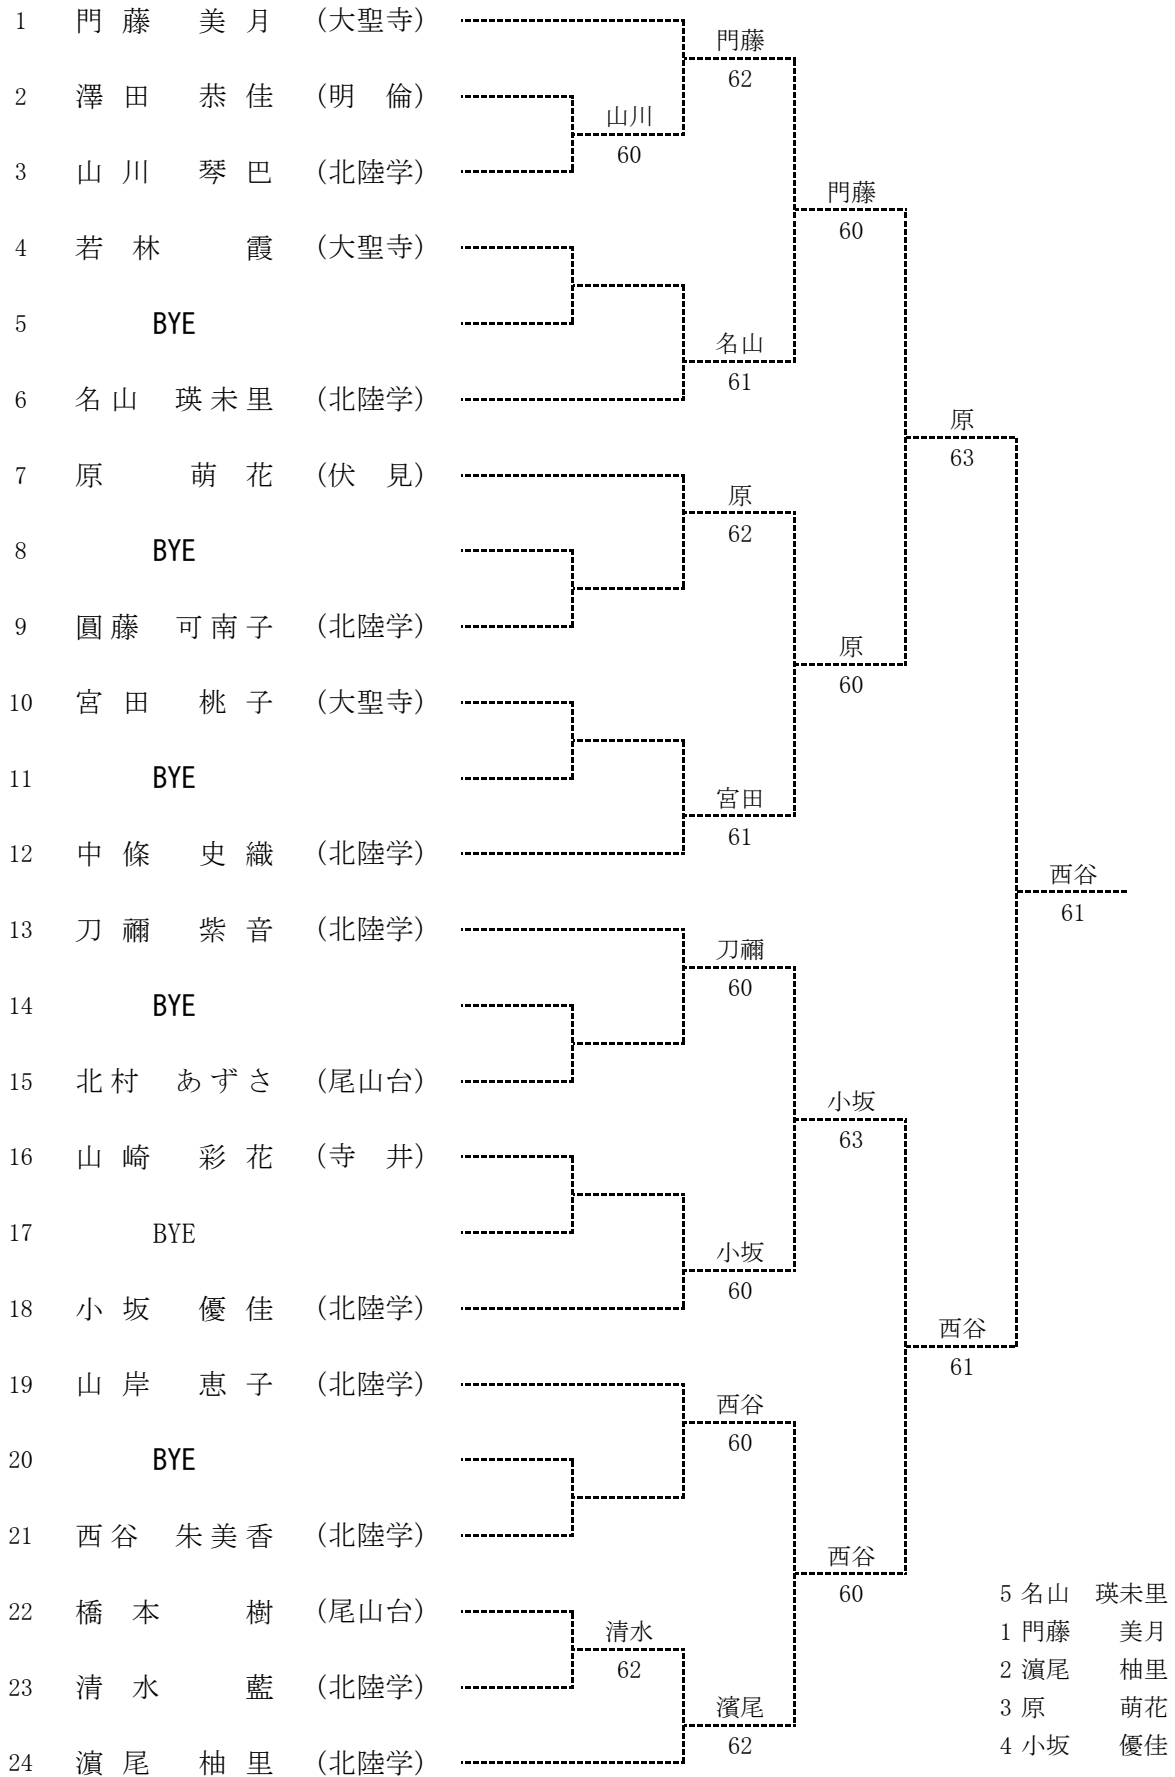 1 門藤 美月 (大聖寺)
門藤
62
2 澤田 恭佳 (明 倫)
山川
60
3 山川 琴巴 (北陸学)
門藤
60
4 若林 霞 (大聖寺)
5 BYE
名山
61
6 名山 瑛未里 (北陸学)
原
63
7 原 萌花 (伏 見)
原
62
8 BYE
9 圓藤 可南子 (北陸学)
原
60
10 宮田 桃子 (大聖寺)
11 BYE
宮田
61
12 中條 史織 (北陸学)
西谷
61
13 刀禰 紫音 (北陸学)
刀禰
60
14 BYE
15 北村 あずさ (尾山台)
小坂
63
16 山崎 彩花 (寺 井)
17 BYE
小坂
60
18 小坂 優佳 (北陸学)
西谷
61
19 山岸 恵子 (北陸学)
西谷
60
20 BYE
21 西谷 朱美香 (北陸学)
西谷
60
22 橋本 樹 (尾山台)
清水
62
23 清水 藍 (北陸学)
濱尾
62
24 濵尾 柚里 (北陸学)
5 名山 瑛未里
1 門藤 美月
2 濵尾 柚里
3 原 萌花
4 小坂 優佳